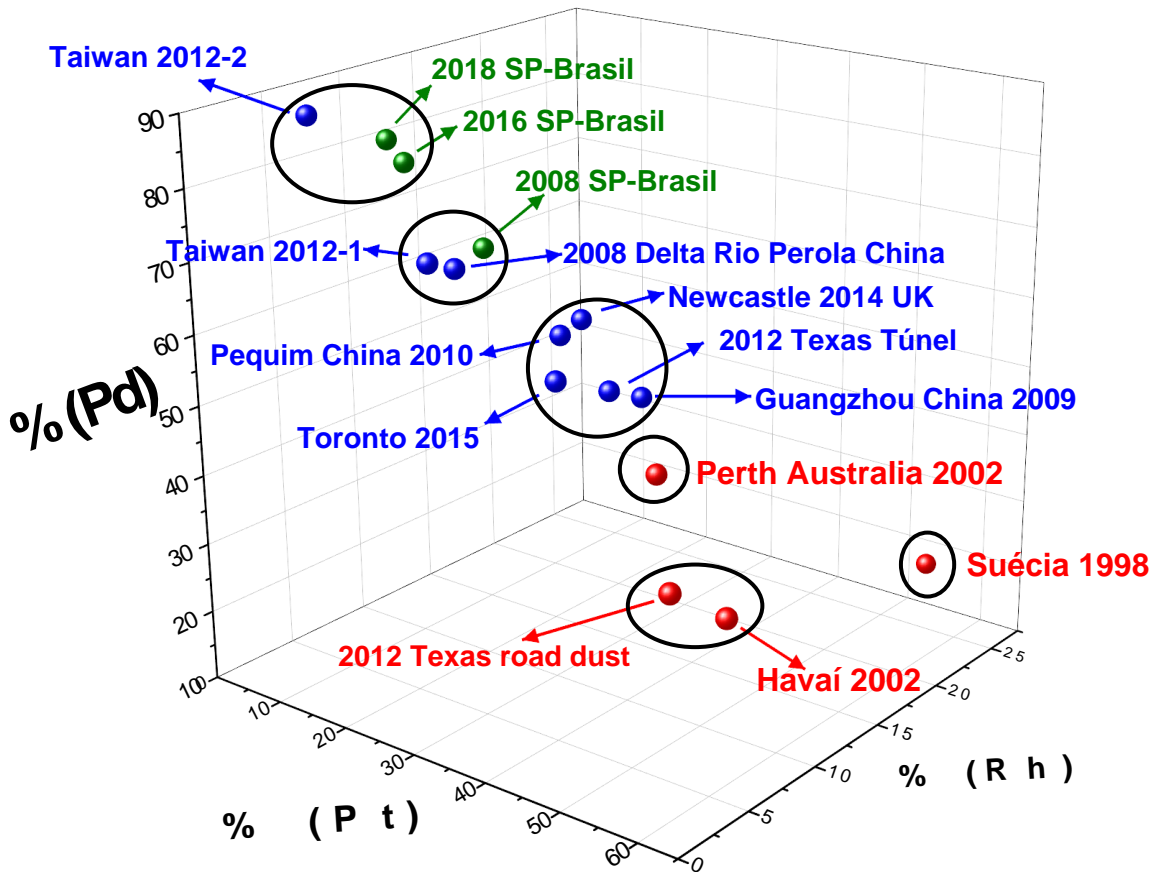 Taiwan 2012-2
2018 SP-Brasil
2016 SP-Brasil
2008 SP-Brasil
Taiwan 2012-1
2008 Delta Rio Perola China
Newcastle 2014 UK
2012 Texas Túnel
Pequim China 2010
Guangzhou China 2009
Toronto 2015
Perth Australia 2002
Suécia 1998
2012 Texas road dust
Havaí 2002
% (Pd)
90
80
70
60
50
40
30
20
10
% (Pt)
0
10
20
30
40
50
60
% (Rh)
0
5
10
15
20
25